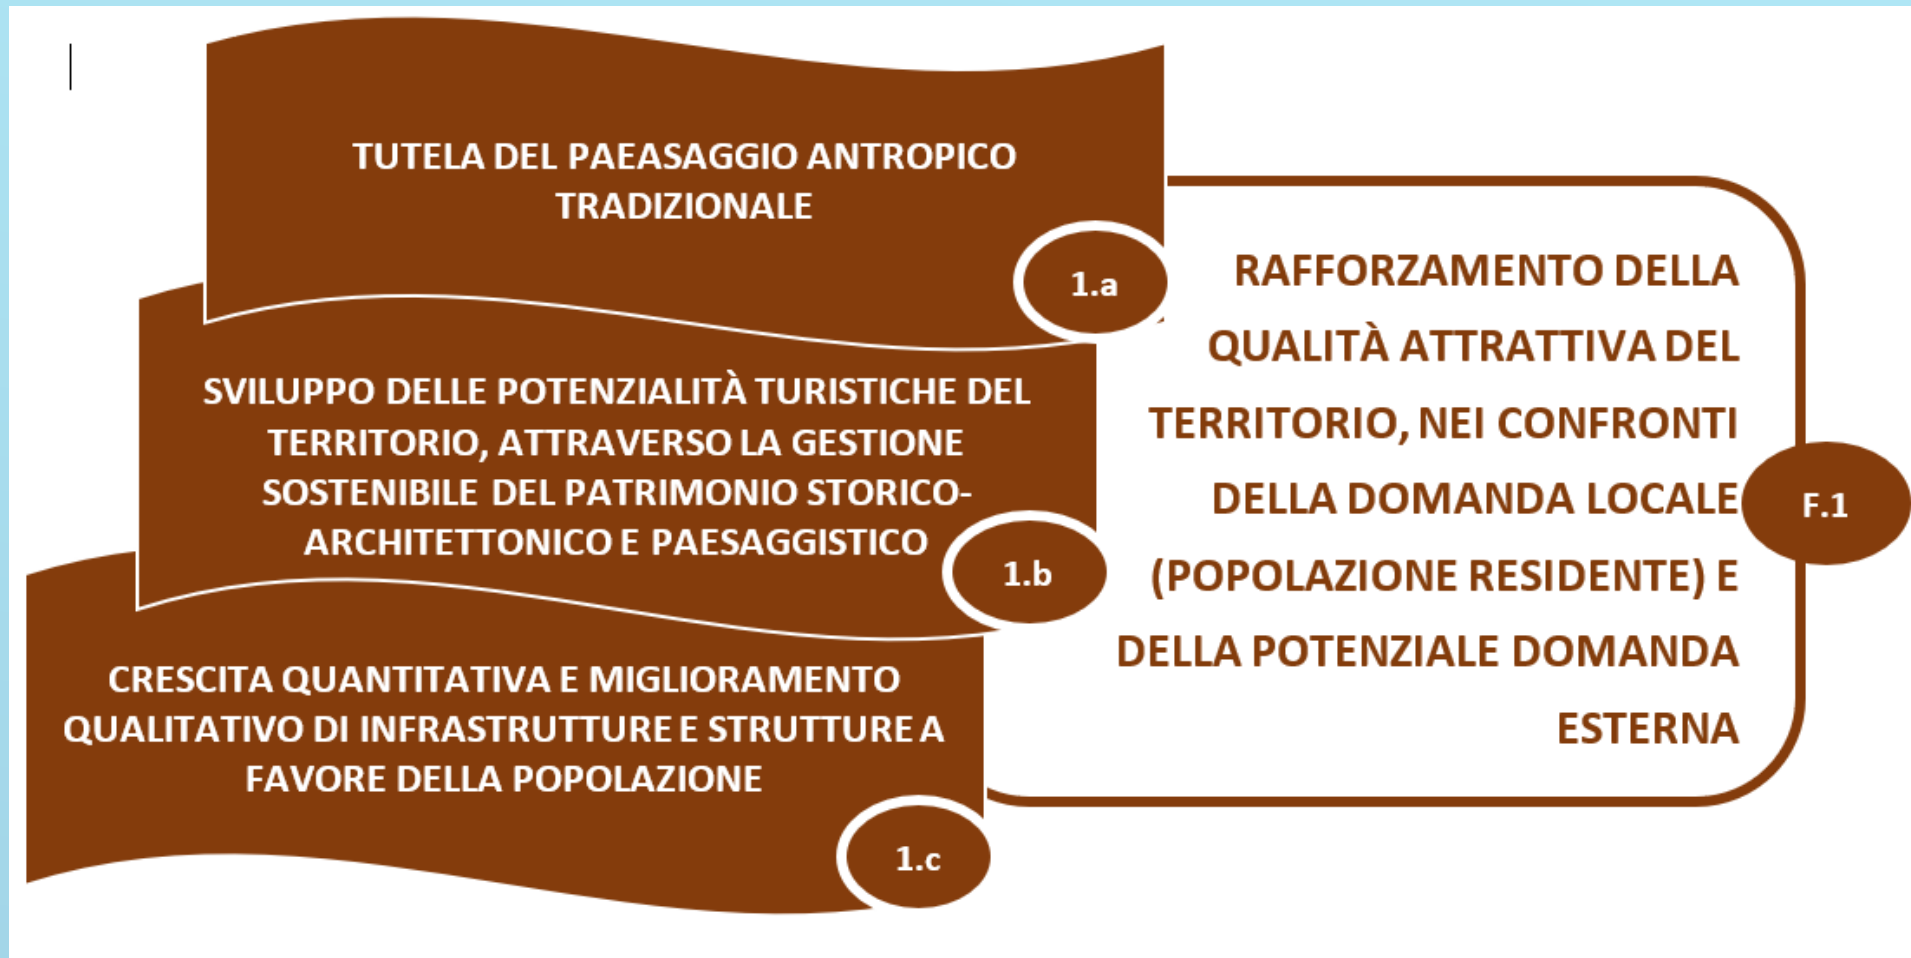 TUTELA DEL PAEASAGGIO ANTROPICO
TRADIZIONALE
1.a
SVILUPPO DELLE POTENZIALITÀ TURISTICHE DEL
TERRITORIO, ATTRAVERSO LA GESTIONE
SOSTENIBILE DEL PATRIMONIO STORICO-
ARCHITETTONICO E PAESAGGISTICO
1.b
CRESCITA QUANTITATIVA E MIGLIORAMENTO
QUALITATIVO DI INFRASTRUTTURE E STRUTTURE A
FAVORE DELLA POPOLAZIONE
1.c
RAFFORZAMENTO DELLA
QUALITÀ ATTRATTIVA DEL
TERRITORIO, NEI CONFRONTI
DELLA DOMANDA LOCALE
(POPOLAZIONE RESIDENTE) E
DELLA POTENZIALE DOMANDA
ESTERNA
F.1